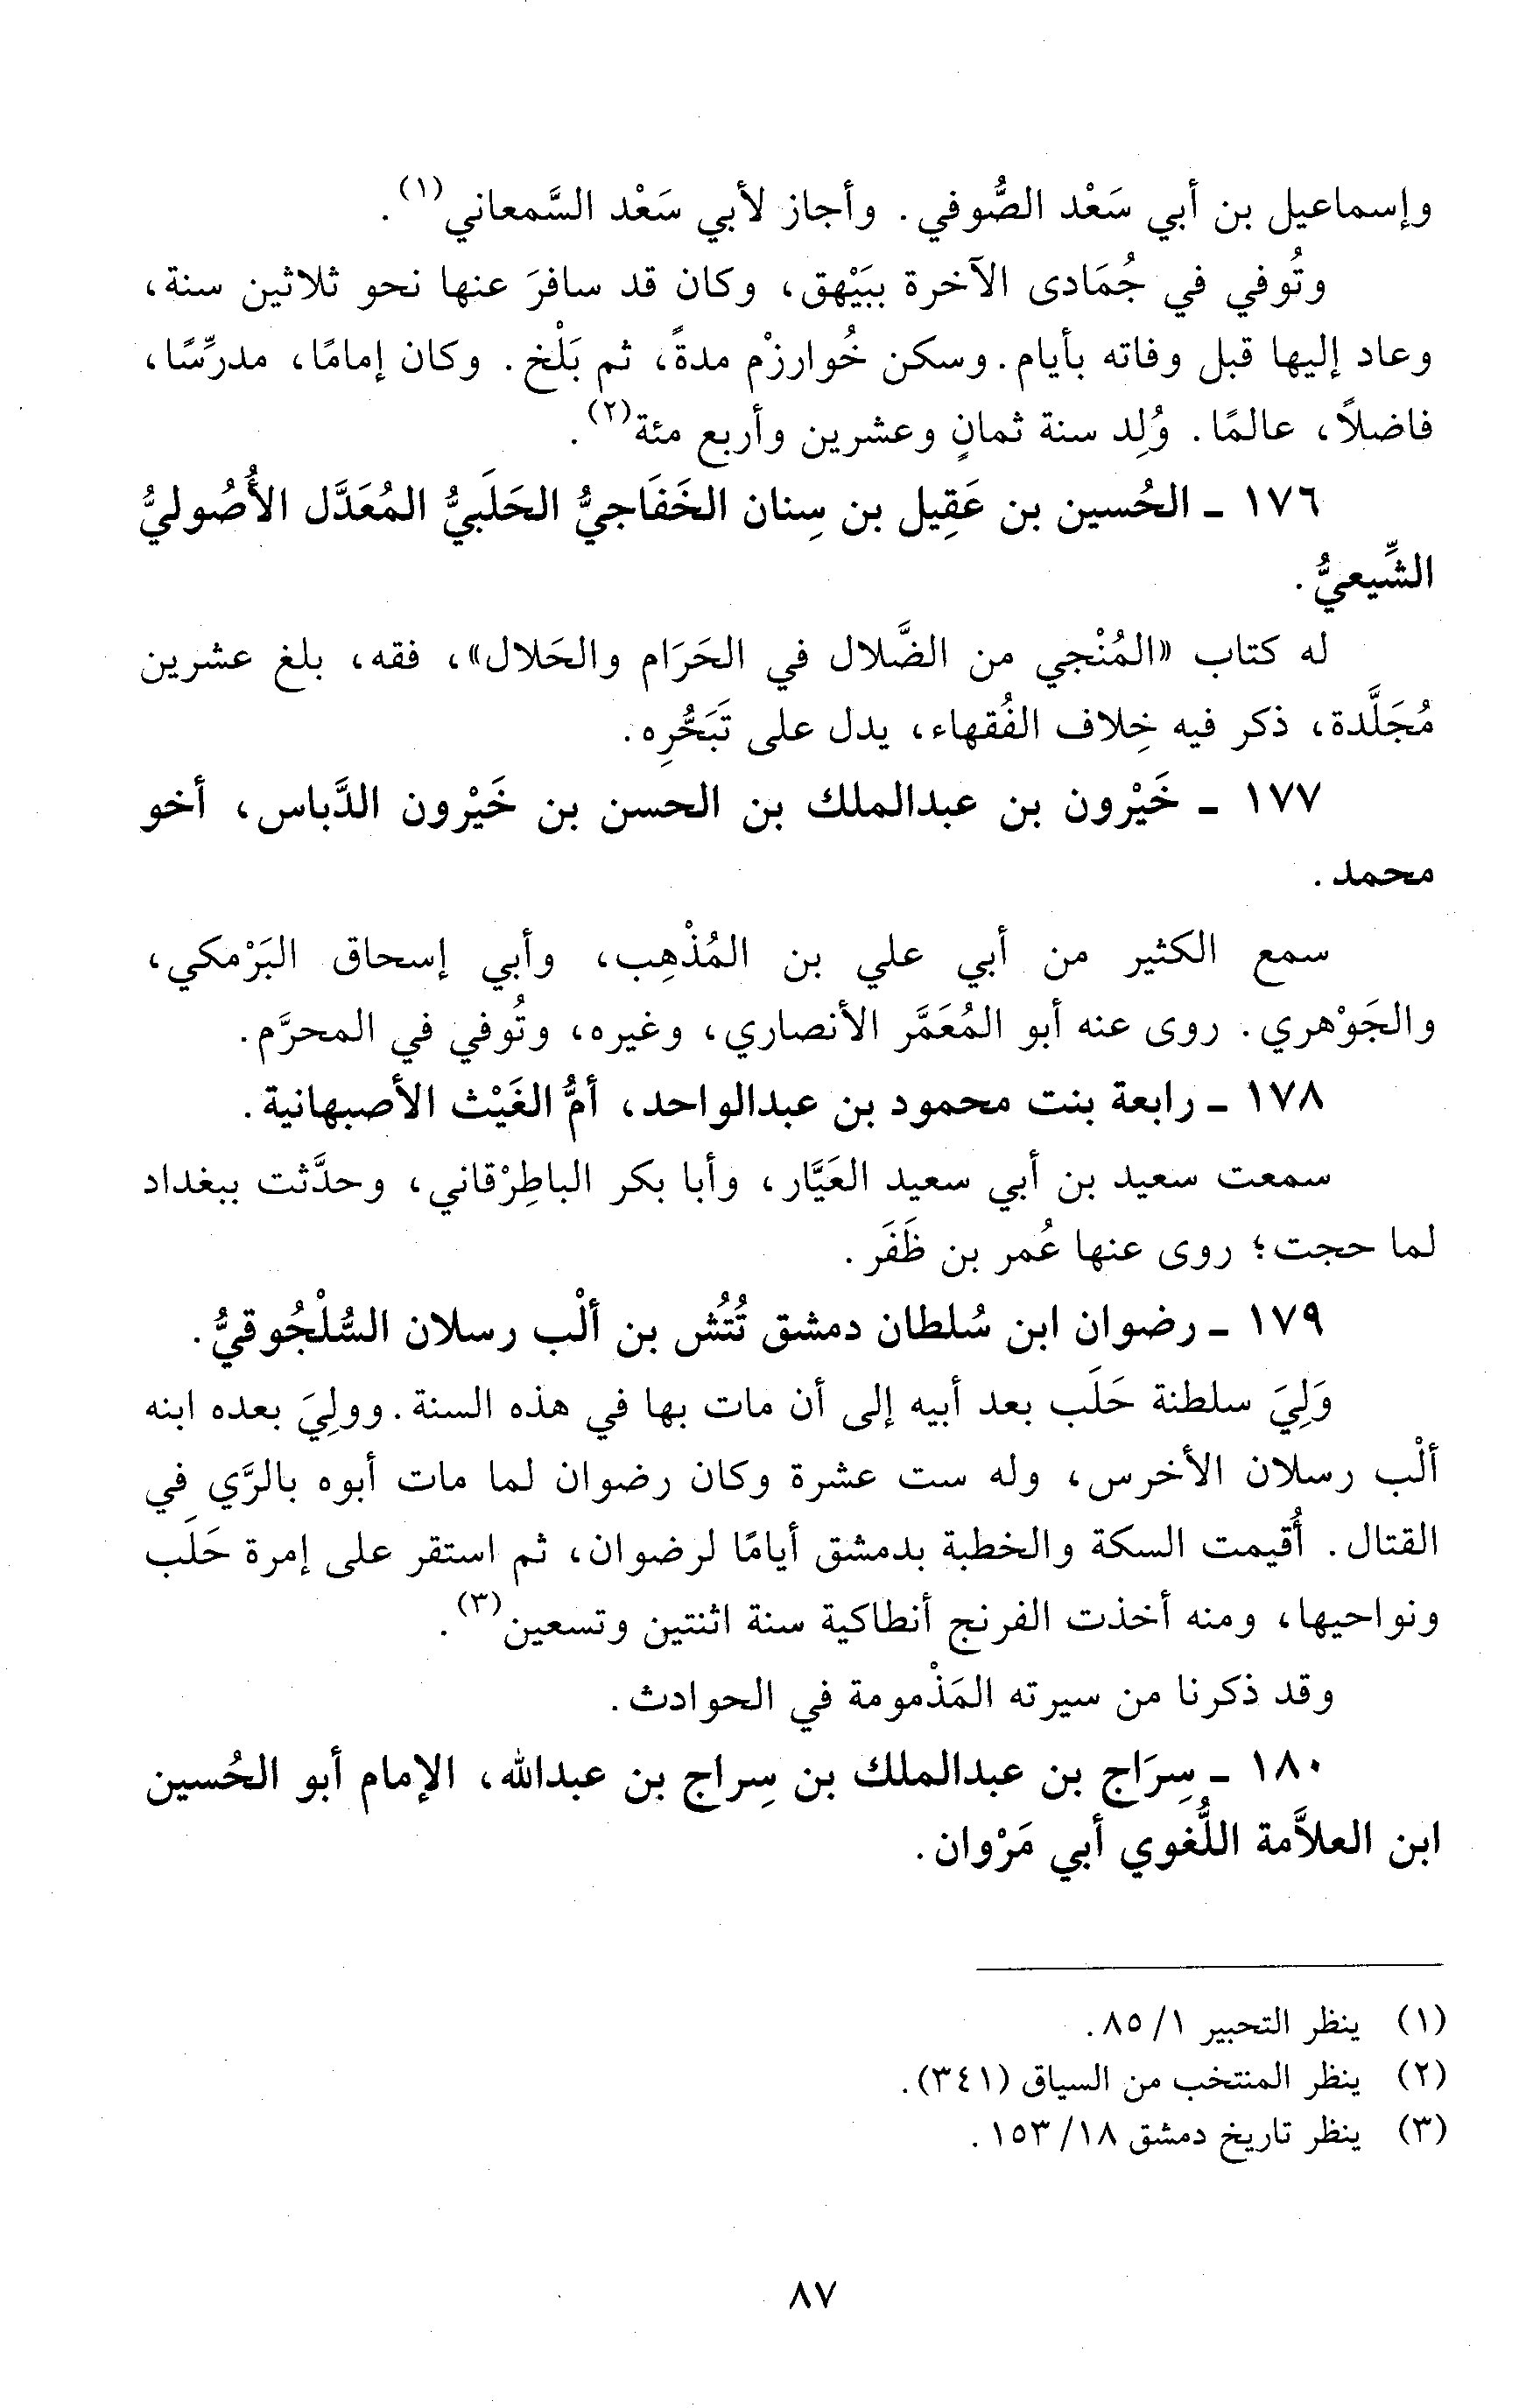 وإسماعيل بن أبي سَعْد الصُّوفي. وأجاز لأبي سَعْد السَّمعاني(١).
وتُوفي في جُمَادى الآخرة ببَيْهق، وكان قد سافرَ عنها نحو ثلاثين سنة،
وعاد إليها قبل وفاته بأيام. وسكن خُوارزْم مدةً، ثم بَلْخ. وكان إمامًا، مدرِّسًا،
فاضلاً، عالمًا. وُلِد سنة ثمانٍ وعشرين وأربع مئة(٢).
١٧٦ ـ الحُسين بن عَقِيل بن سِنان الخَفَاجيُّ الحَلَبيُّ المُعَدَّل الأُصُوليُّ
الشِّيعيُّ.
له كتاب «المُنْجي من الضَّلال في الحَرَام والحَلال»، فقه، بلغ عشرين
مُجَلَّدة، ذكر فيه خِلاف الفُقهاء، يدل على تَبَحُّرِه.
١٧٧ ـ خَيْرون بن عبدالملك بن الحسن بن خَيْرون الدَّباس، أخو
محمد.
سمع الكثير من أبي علي بن المُذْهِب، وأبي إسحاق البَرْمكي،
والجَوْهري. روى عنه أبو المُعَمَّر الأنصاري، وغيره، وتُوفي في المحرَّم.
١٧٨ ـ رابعة بنت محمود بن عبدالواحد، أمُّ الغَيْث الأصبهانية.
سمعت سعيد بن أبي سعيد العَيَّار، وأبا بكر الباطِرْقاني، وحدَّثت ببغداد
لما حجت؛ روى عنها عُمر بن ظَفَر.
١٧٩ ـ رضوان ابن سُلطان دمشق تُتُش بن ألْب رسلان السُّلْجُوقيُّ.
وَلِيَ سلطنة حَلَب بعد أبيه إلى أن مات بها في هذه السنة. وولِيَ بعده ابنه
ألْب رسلان الأخرس، وله ست عشرة وكان رضوان لما مات أبوه بالرَّي في
القتال. أُقيمت السكة والخطبة بدمشق أيامًا لرضوان، ثم استقر على إمرة حَلَب
ونواحيها، ومنه أخذت الفرنج أنطاكية سنة اثنتين وتسعين(٣).
وقد ذكرنا من سيرته المَذْمومة في الحوادث.
١٨٠ ـ سِرَاج بن عبدالملك بن سِراج بن عبدالله، الإمام أبو الحُسين
ابن العلاَّمة اللُّغوي أبي مَرْوان.
(١) ينظر التحبير ١/ ٨٥.
(٢) ينظر المنتخب من السياق (٣٤١).
(٣) ينظر تاريخ دمشق ١٨/ ١٥٣.
٨٧